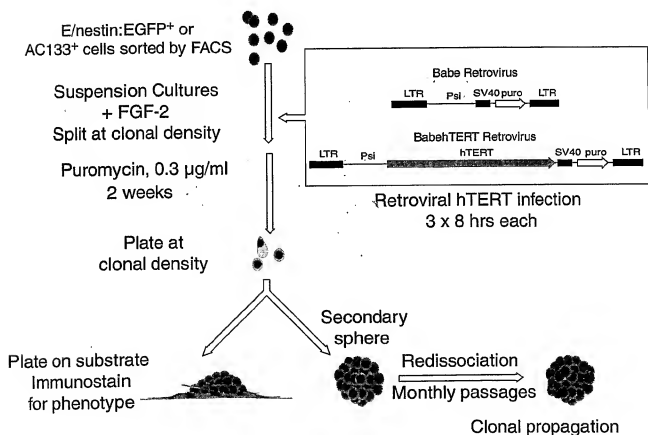 E/nestin:EGFP+ or
AC133+ cells sorted by FACS
Suspension Cultures
+ FGF-2
Split at clonal density
Babe Retrovirus
LTR Psi SV40 puro LTR
BabehTERT Retrovirus
LTR Psi hTERT SV40 puro LTR
Puromycin, 0.3 µg/ml
2 weeks
Retroviral hTERT infection
3 x 8 hrs each
Plate at
clonal density
Secondary
sphere
Plate on substrate
Immunostain
for phenotype
Redissociation
Monthly passages
Clonal propagation